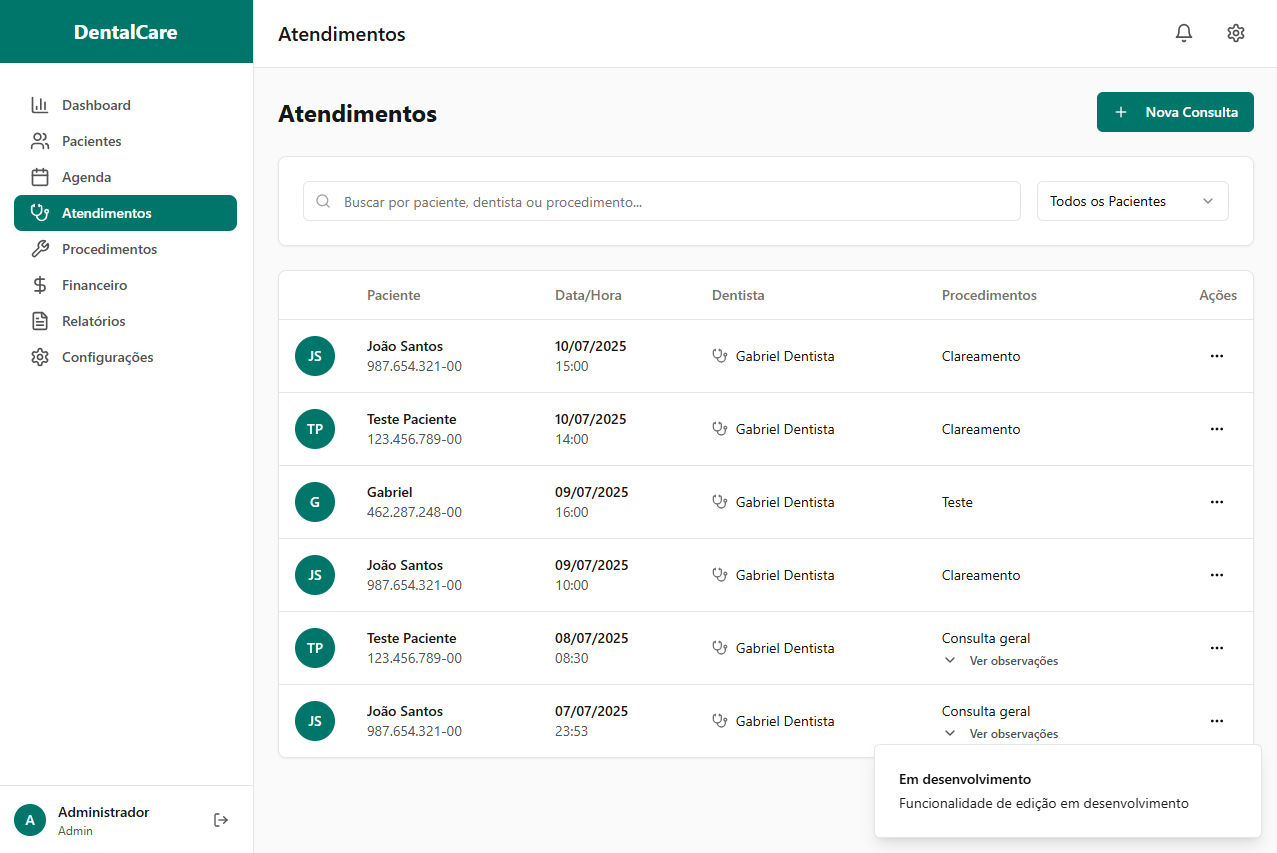 DentalCare
Atendimentos
Dashboard
Pacientes
Agenda
Atendimentos
Procedimentos
Financeiro
Relatórios
Configurações
A
Administrador
Admin
Atendimentos
Nova Consulta
Buscar por paciente, dentista ou procedimento...
Todos os Pacientes
Paciente Data/Hora Dentista Procedimentos Ações
JS João Santos 10/07/2025 Gabriel Dentista Clareamento
987.654.321-00 15:00
TP Teste Paciente 10/07/2025 Gabriel Dentista Clareamento
123.456.789-00 14:00
G Gabriel 09/07/2025 Gabriel Dentista Teste
462.287.248-00 16:00
JS João Santos 09/07/2025 Gabriel Dentista Clareamento
987.654.321-00 10:00
TP Teste Paciente 08/07/2025 Gabriel Dentista Consulta geral
123.456.789-00 08:30 Ver observações
JS João Santos 07/07/2025 Gabriel Dentista Consulta geral
987.654.321-00 23:53 Ver observações
Em desenvolvimento
Funcionalidade de edição em desenvolvimento